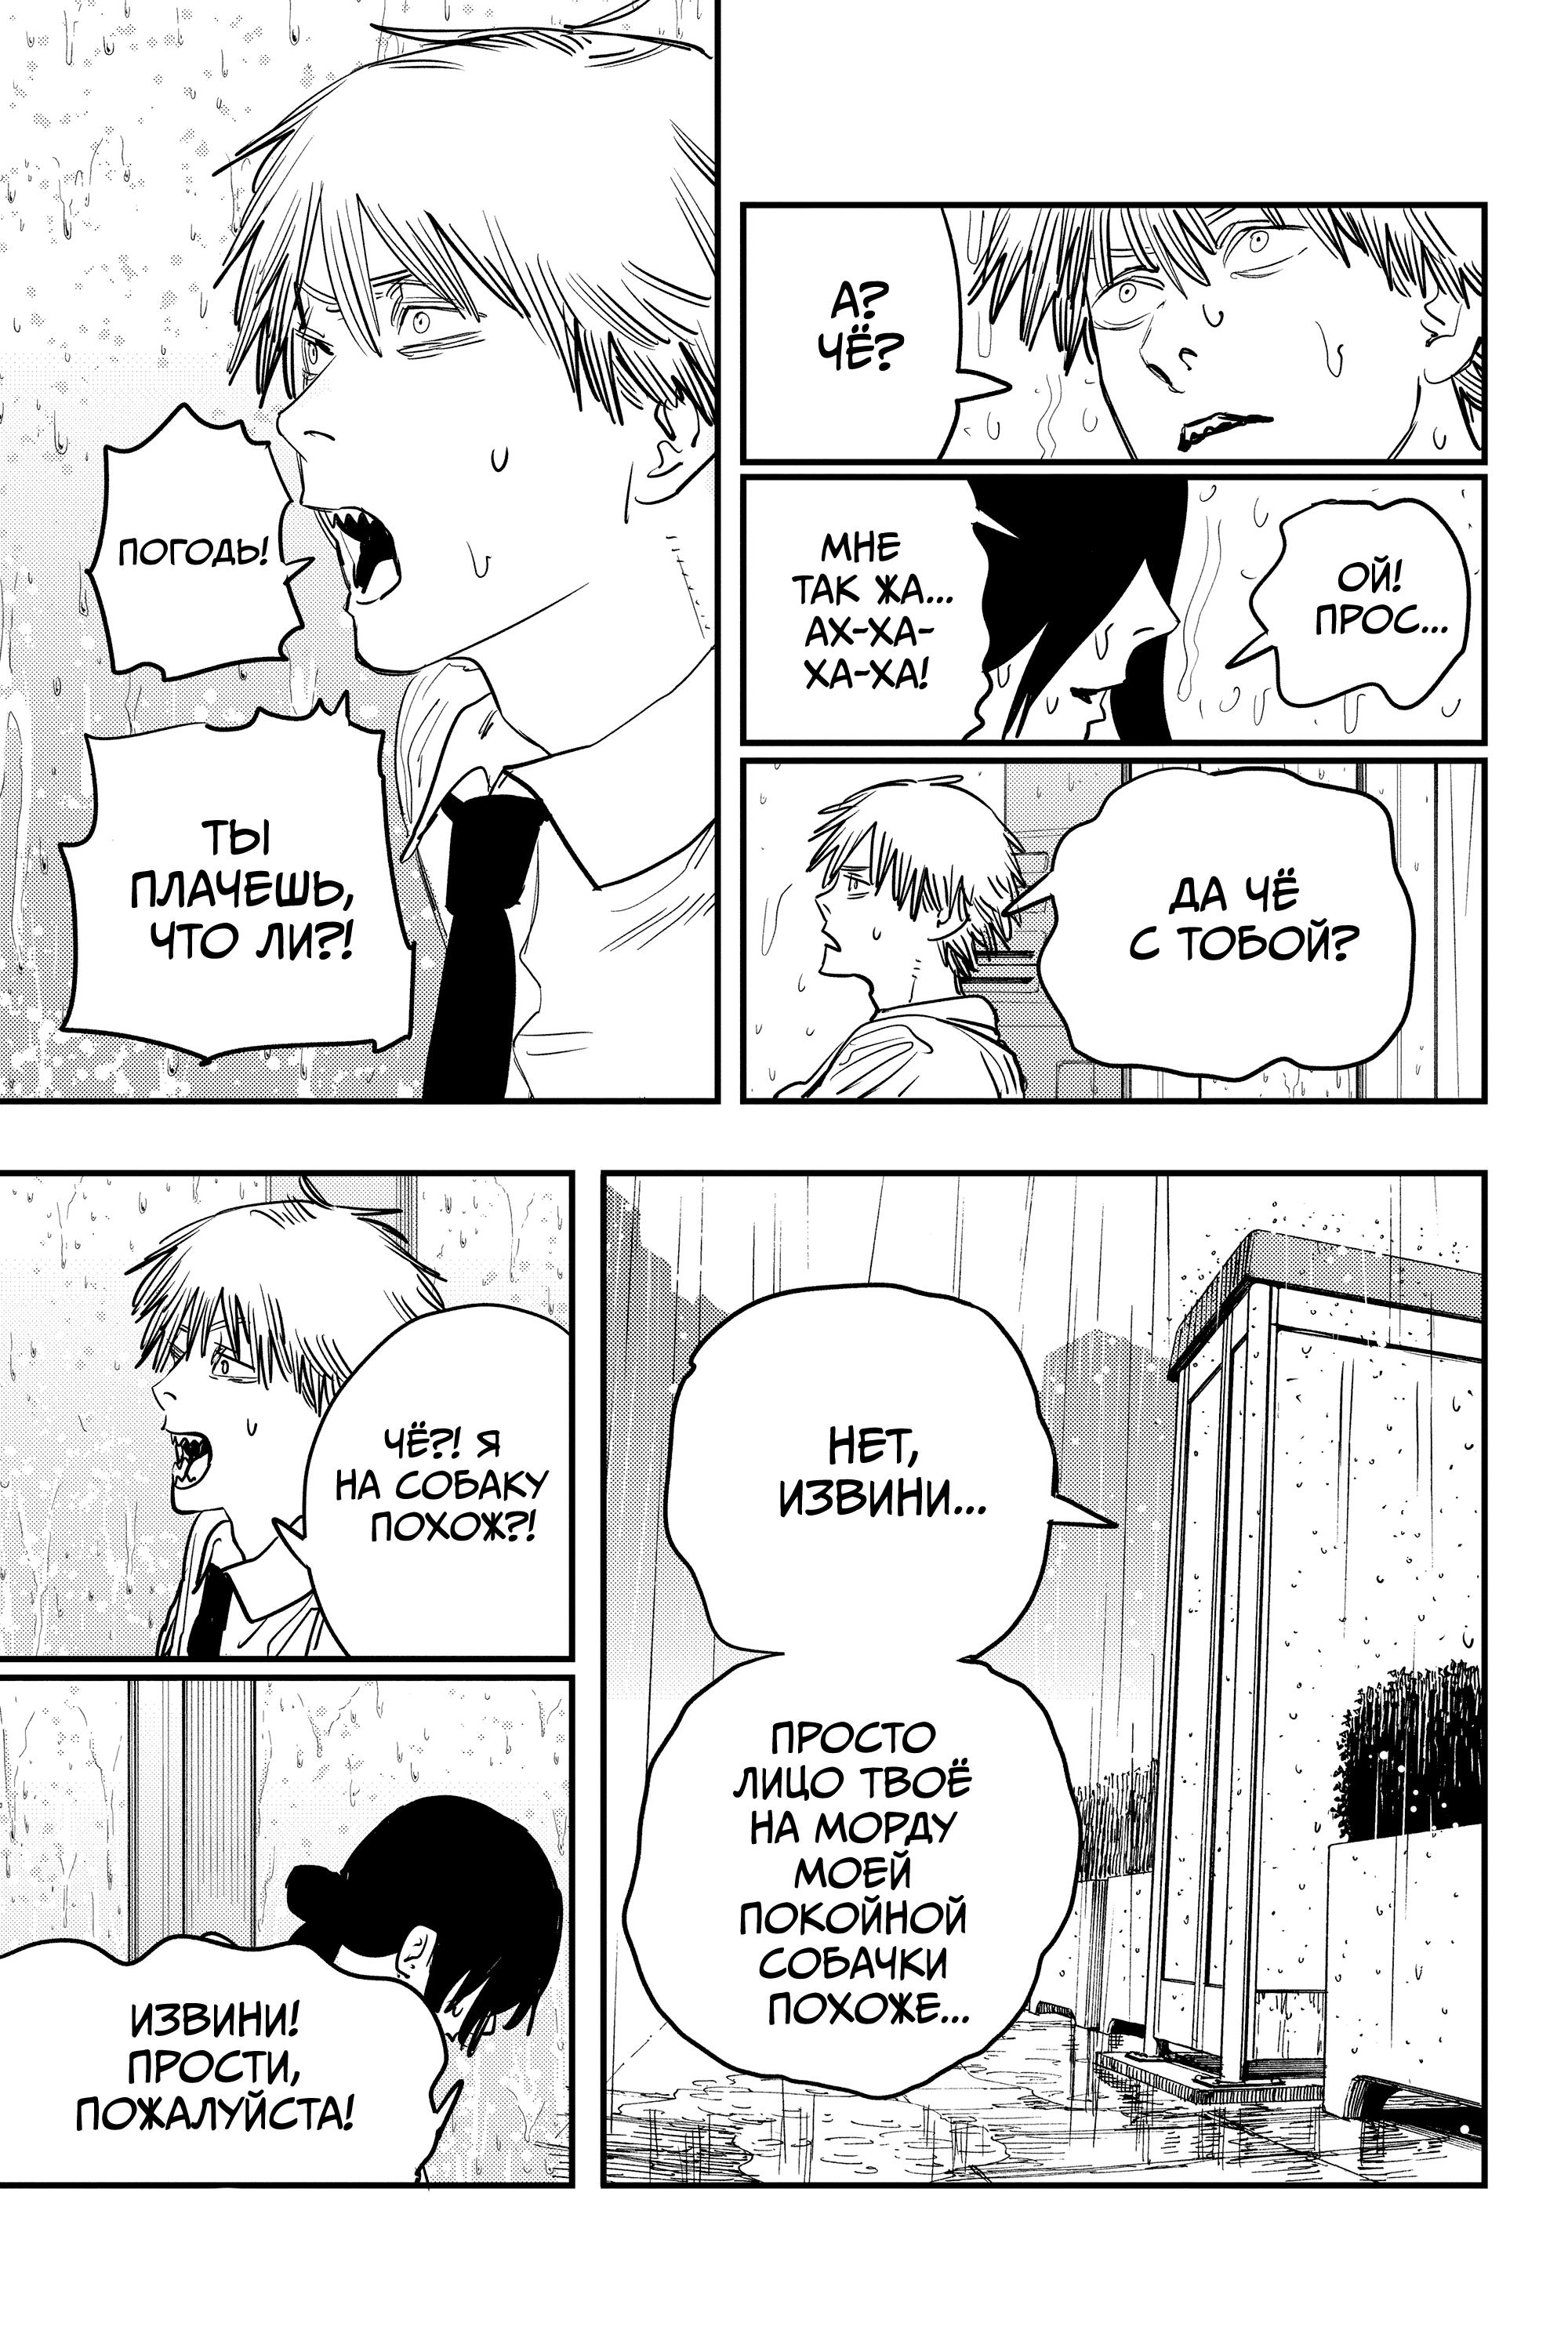 А?
ЧЁ?
ОЙ!
ПРОС...
МНЕ
ТАК ЖА...
АХ-ХА-
ХА-ХА!
ДА ЧЁ
С ТОБОЙ?
ПОГОДЬ!
ТЫ
ПЛАЧЕШЬ,
ЧТО ЛИ?!
НЕТ,
ИЗВИНИ...
ПРОСТО
ЛИЦО ТВОЁ
НА МОРДУ
МОЕЙ
ПОКОЙНОЙ
СОБАЧКИ
ПОХОЖЕ...
ЧЁ?! Я
НА СОБАКУ
ПОХОЖ?!
ИЗВИНИ!
ПРОСТИ,
ПОЖАЛУЙСТА!